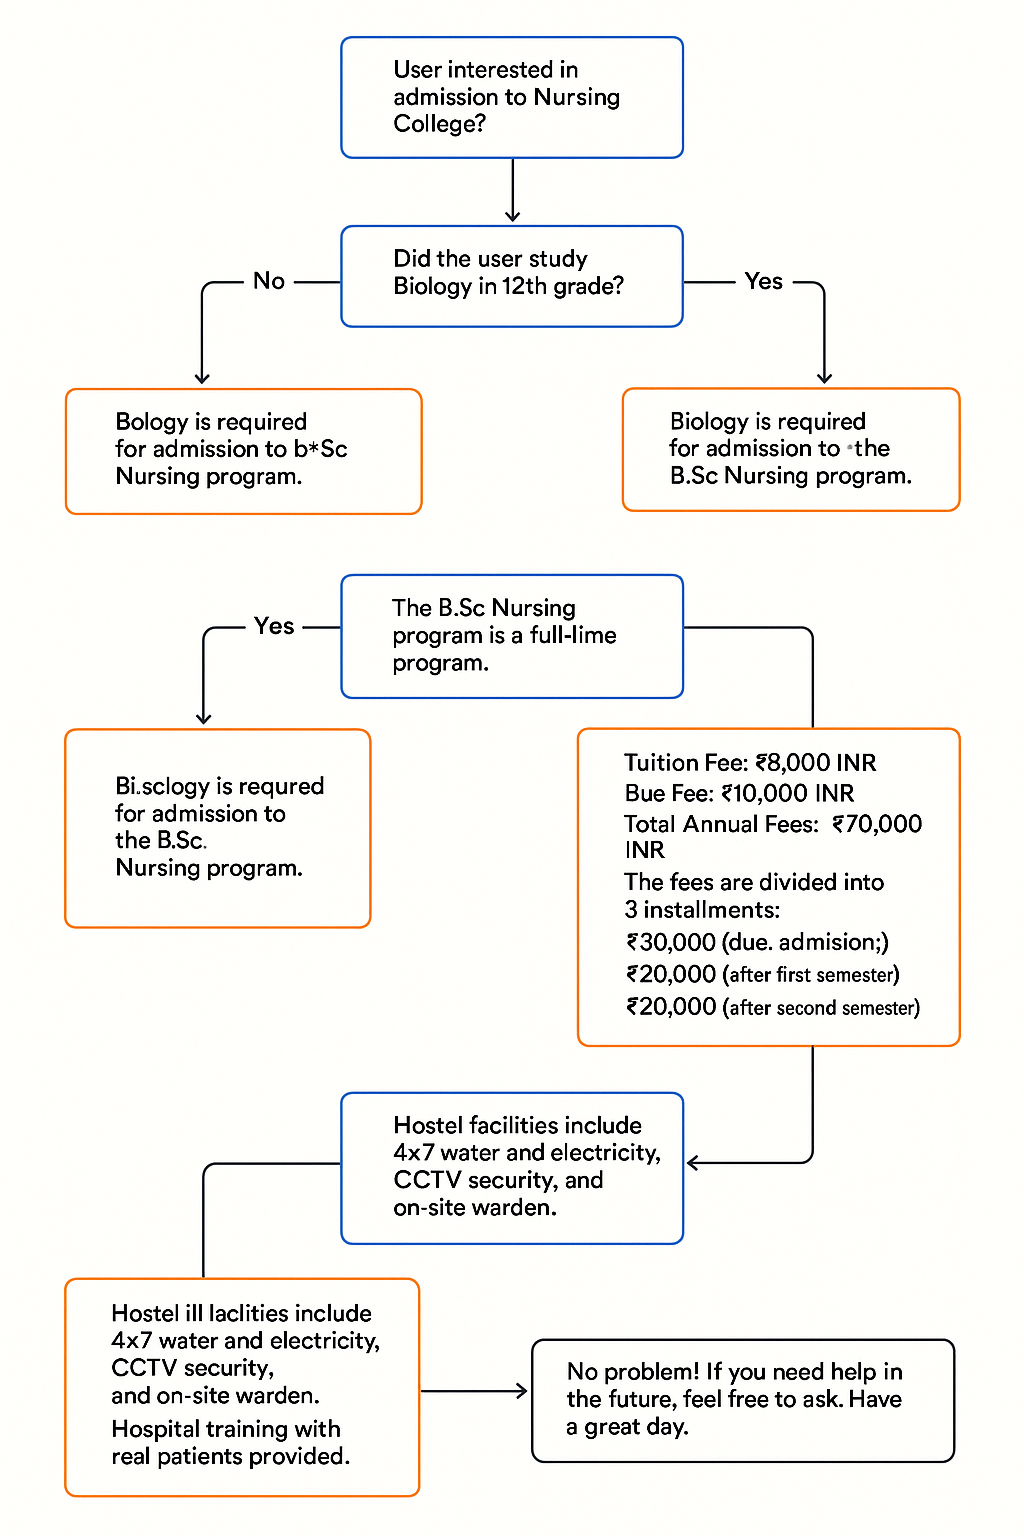 User interested in
admission to Nursing
College?
Did the user study
Biology in 12th grade?
No
Yes
Bology is required
for admission to b*Sc
Nursing program.
Biology is required
for admission to the
B.Sc Nursing program.
The B.Sc Nursing
program is a full-lime
program.
Yes
Bi.sclogy is requred
for admission to
the B.Sc.
Nursing program.
Tuition Fee: ₹8,000 INR
Bue Fee: ₹10,000 INR
Total Annual Fees: ₹70,000
INR
The fees are divided into
3 installments:
₹30,000 (due. admision;)
₹20,000 (after first semester)
₹20,000 (after second semester)
Hostel facilities include
4x7 water and electricity,
CCTV security, and
on-site warden.
Hostel ill laclities include
4x7 water and electricity,
CCTV security,
and on-site warden.
Hospital training with
real patients provided.
No problem! If you need help in
the future, feel free to ask. Have
a great day.